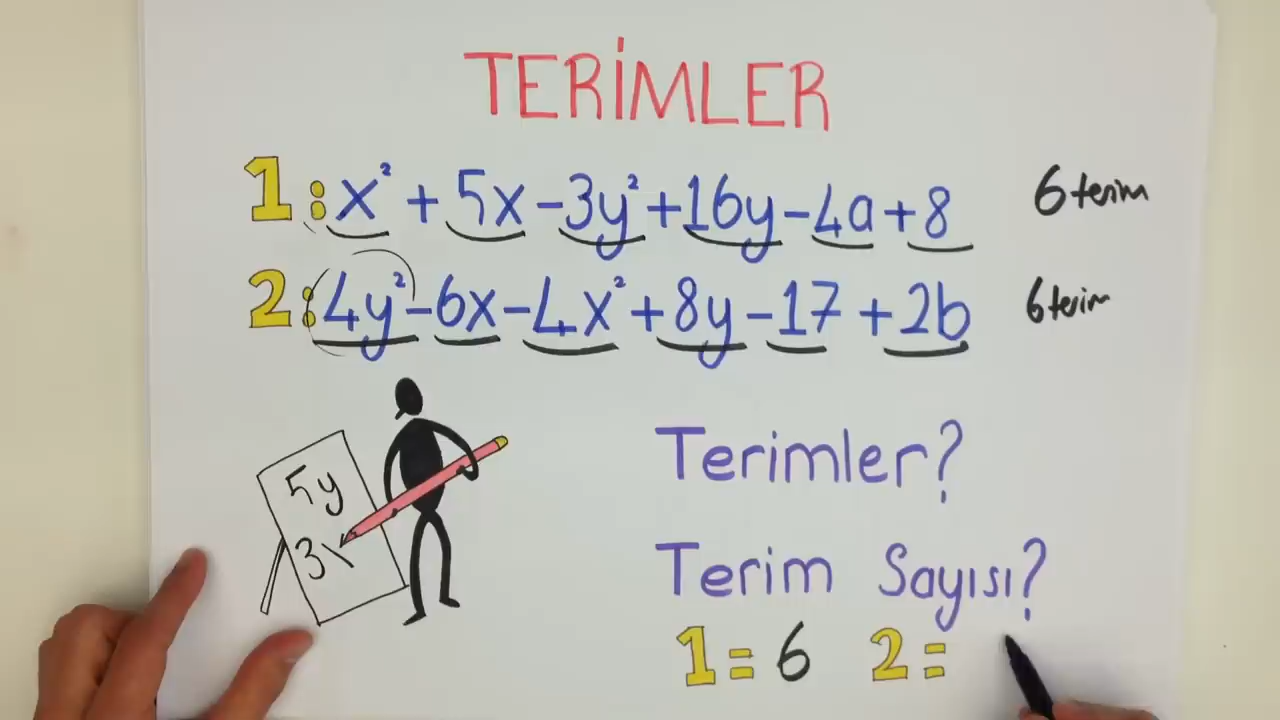 TERİMLER
1: x² + 5x - 3y² + 16y - 4a + 8 6 terim
2: 4y² - 6x - 4x² + 8y - 17 + 2b 6 terim
5y
3x
Terimler?
Terim Sayısı?
1 = 6 2 =